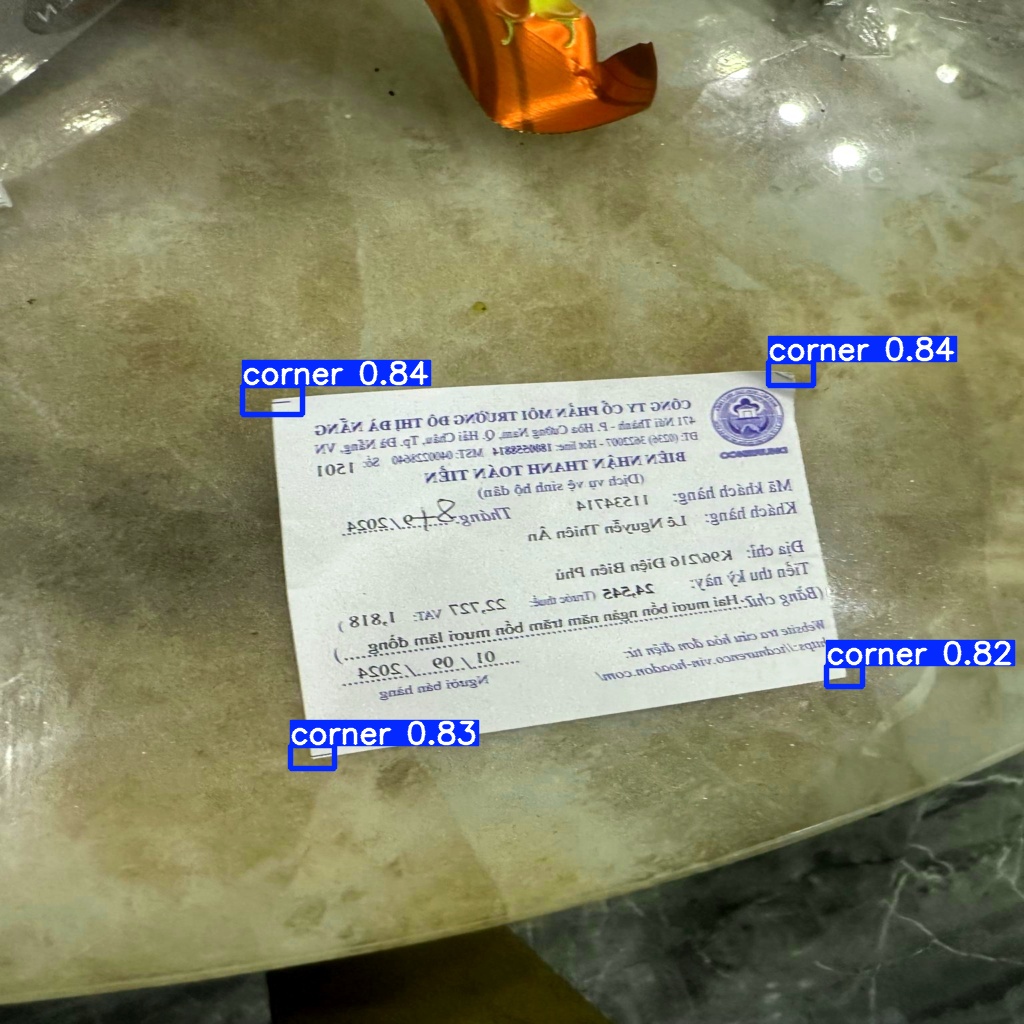 corner 0.84
corner 0.84
CÔNG TY CỔ PHẦN MÔI TRƯỜNG ĐÔ THỊ ĐÀ NẴNG
471 Núi Thành - P. Hòa Cường Nam, Q. Hải Châu, Tp. Đà Nẵng, VN
ĐT: (0236) 3622007 - Hot line: 1800558814 MST: 0400228640 Số: 1501
BIÊN NHẬN THANH TOÁN TIỀN
(Dịch vụ vệ sinh hộ dân)
Mã khách hàng: 11534714 Tháng: 8+9/2024
Khách hàng: Lê Nguyễn Thiên Ân
Địa chỉ: K96/216 Điện Biên Phủ
Tiền thu kỳ này: 24,545 (Trước thuế: 22,727 VAT: 1,818)
(Bằng chữ: Hai mươi bốn ngàn năm trăm bốn mươi lăm đồng)
Website tra cứu hóa đơn điện tử: 01/09/2024
https://tcdnurenco.vin-hoadon.com/ Người bán hàng
corner 0.82
corner 0.83